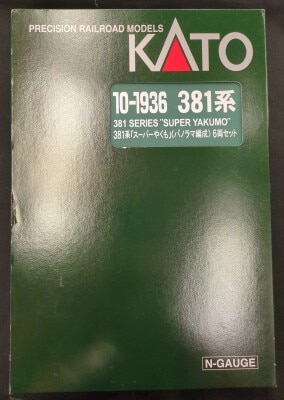 PRECISION RAILROAD MODELS
KATO
10-1936 381系
381 SERIES "SUPER YAKUMO"
381系「スーパーやくも」(パノラマ編成) 6両セット
N-GAUGE